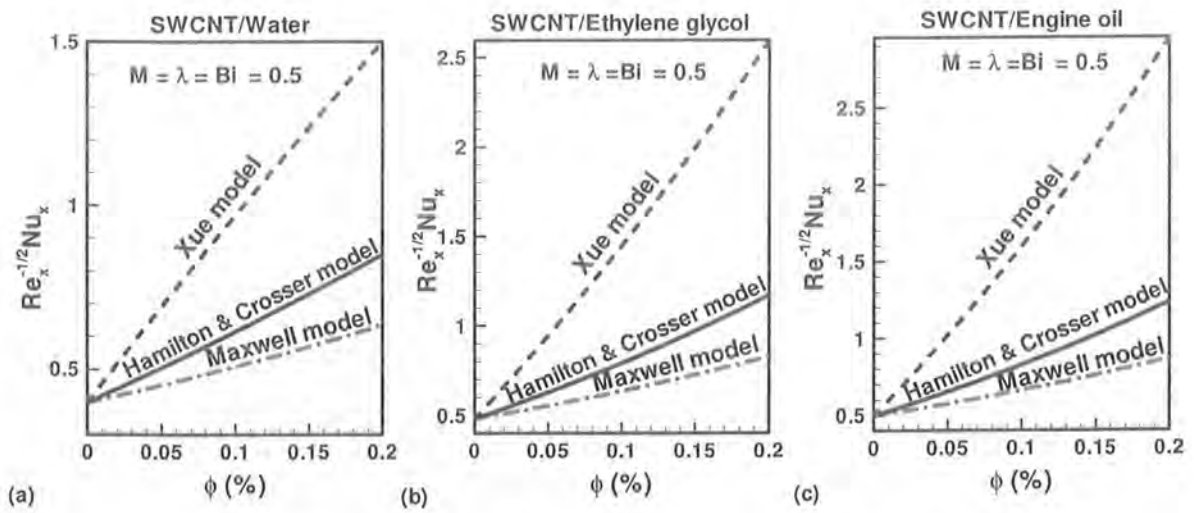 SWCNT/Water
1.5
1
0.5
M = λ = Bi = 0.5
Xue model
Hamilton & Crosser model
Maxwell model
Re_x^{-1/2}Nu_x
0
0.05
0.1
0.15
0.2
φ (%)
(a)
SWCNT/Ethylene glycol
2.5
2
1.5
1
0.5
M = λ =Bi = 0.5
Xue model
Hamilton & Crosser model
Maxwell model
Re_x^{-1/2}Nu_x
0
0.05
0.1
0.15
0.2
φ (%)
(b)
SWCNT/Engine oil
2.5
2
1.5
1
0.5
M = λ =Bi = 0.5
Xue model
Hamilton & Crosser model
Maxwell model
Re_x^{-1/2}Nu_x
0
0.05
0.1
0.15
0.2
φ (%)
(c)